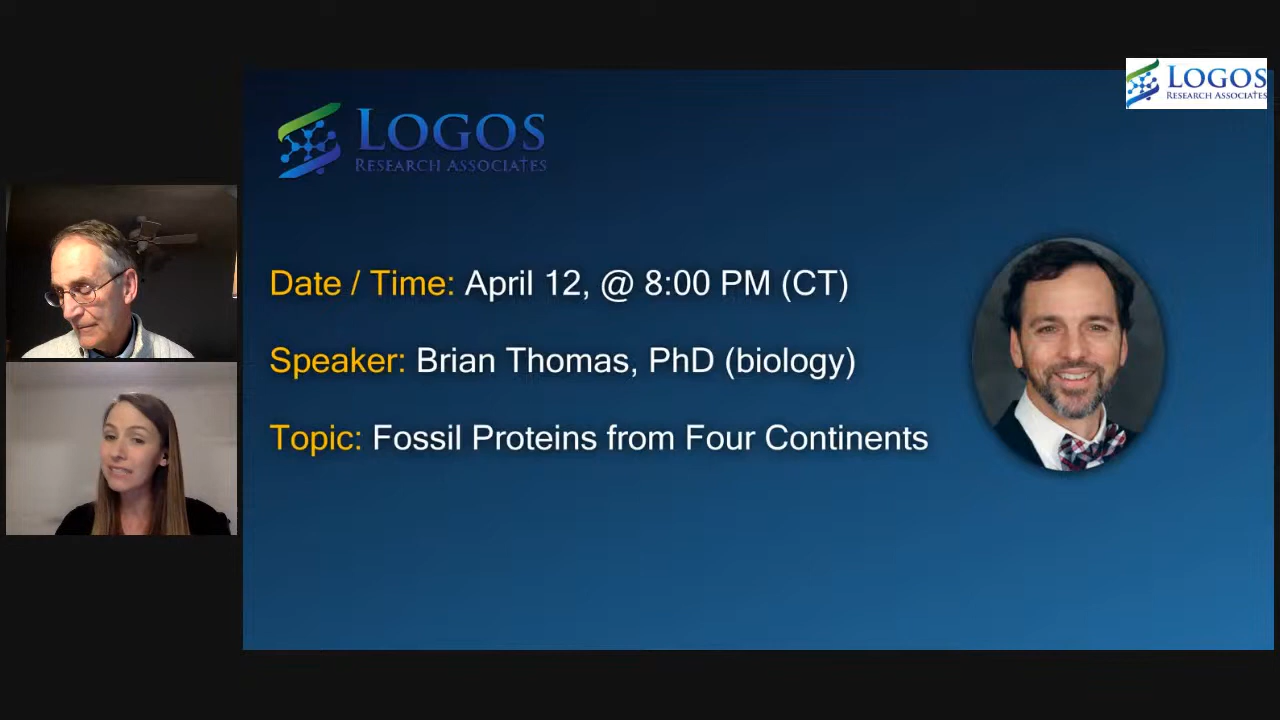 LOGOS
RESEARCH ASSOCIATES
LOGOS
RESEARCH ASSOCIATES
Date / Time: April 12, @ 8:00 PM (CT)
Speaker: Brian Thomas, PhD (biology)
Topic: Fossil Proteins from Four Continents